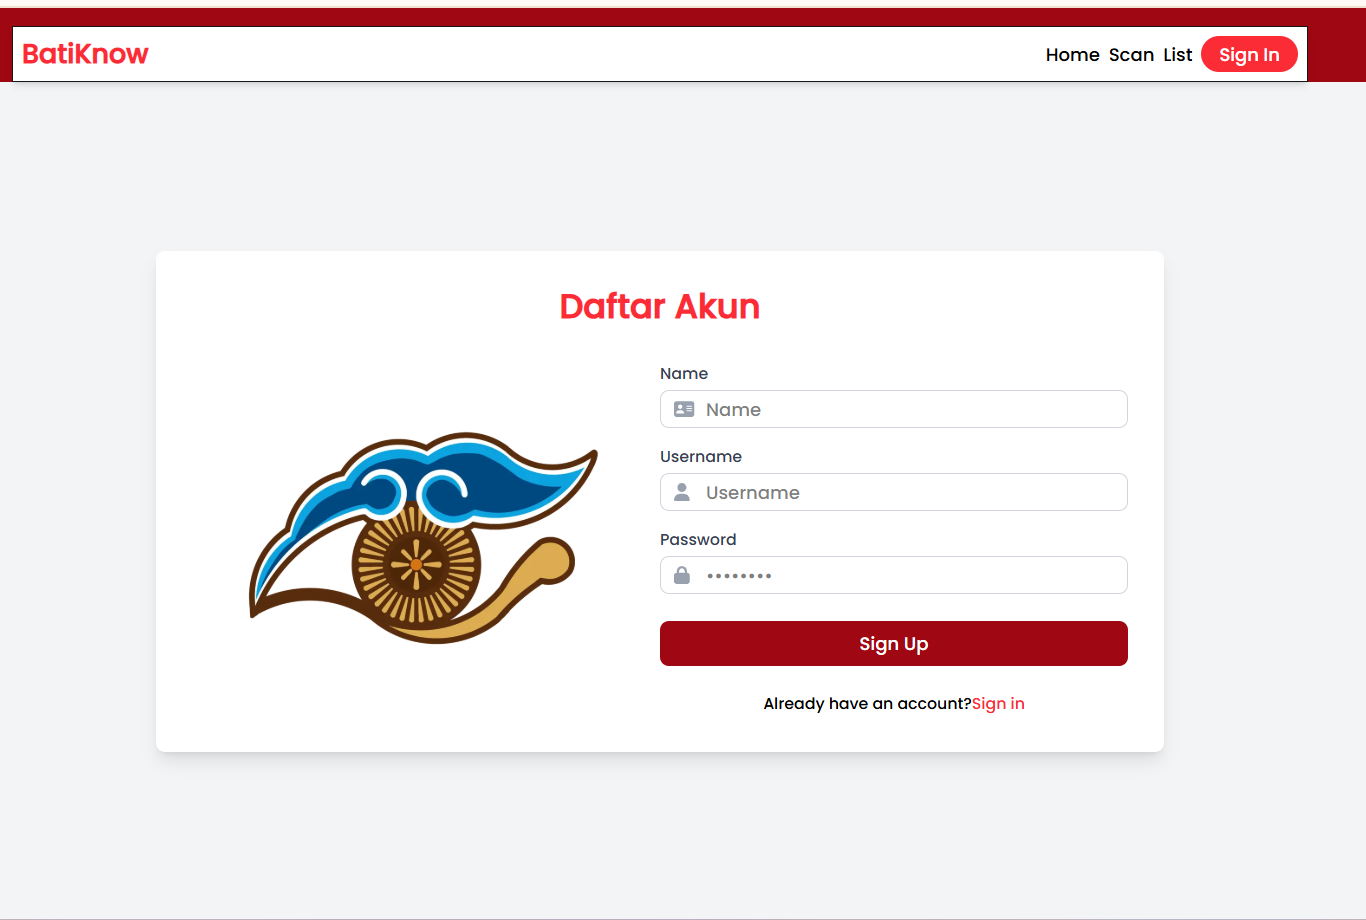 BatiKnow
Home Scan List Sign In
Daftar Akun
Name
Name
Username
Username
Password
••••••••
Sign Up
Already have an account?Sign in